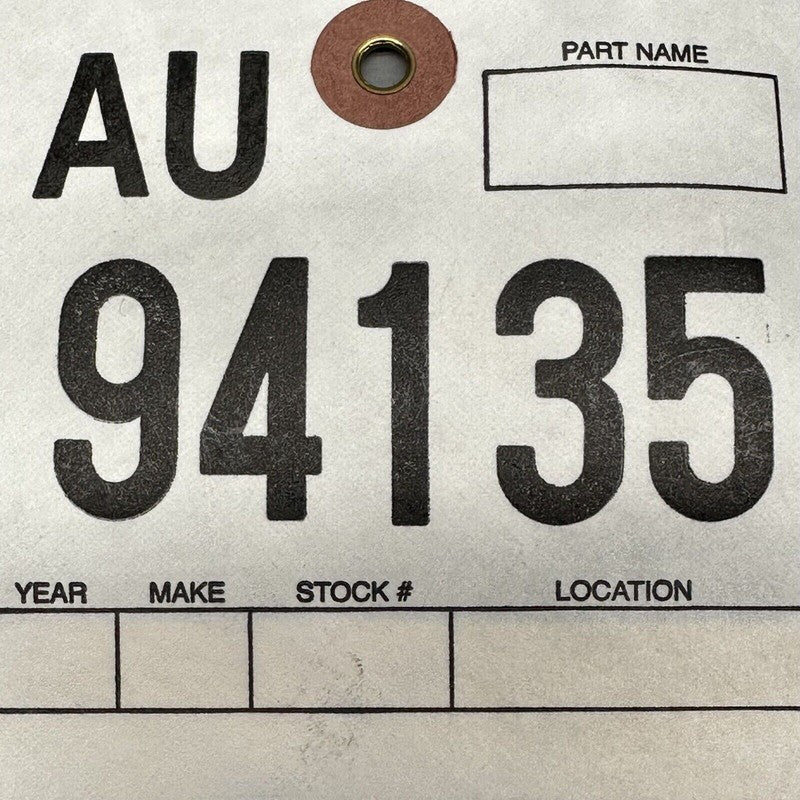 AU
PART NAME
94135
YEAR MAKE STOCK # LOCATION